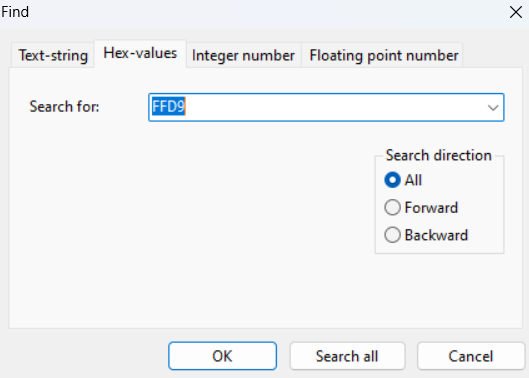 Find
Text-string Hex-values Integer number Floating point number
Search for: FFD9
Search direction
All
Forward
Backward
OK Search all Cancel